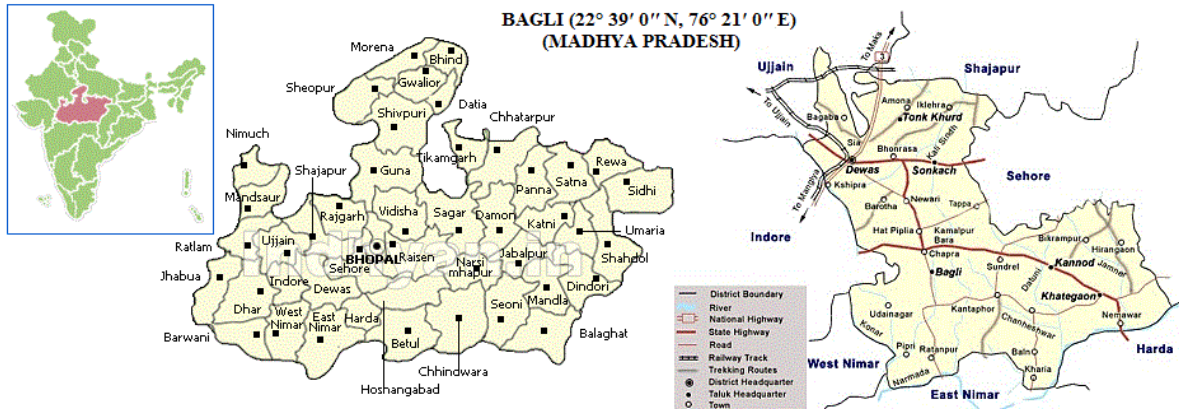 BAGLI (22° 39′ 0″ N, 76° 21′ 0″ E)
(MADHYA PRADESH)
Morena
Bhind
Gwalior
Sheopur
Datia
Shivpuri
Chhatarpur
Nimuch
Tikamgarh
Shajapur
Guna
Rewa
Panna
Satna
Sidhi
Mandsaur
Rajgarh
Vidisha
Sagar
Damon
Katni
Umaria
Ratlam
Ujjain
BHOPAL
Raisen
Jabalpur
Shahdol
Sehore
Narsi
mhapur
Jhabua
Indore
Dewas
Dindori
Mandla
Seoni
Dhar
West
Nimar
East
Nimar
Harda
Barwani
Betul
Balaghat
Chhindwara
Hoshangabad
Ujjain
To Maks
3
Shajapur
To Ujjain
Amona
Iklehra
Tonk Khurd
Bagaba
Sia
Bhonrasa
Kali Sindh
Dewas
Sonkach
Sehore
To Mangiya
Kshipra
Barotha
Newari
Tappa
Indore
Hat Piplia
Kamalpur
Bara
Bikrampur
Hirangaon
Chapra
Sundrel
Kannod
Jamner
Bagli
Datuni
Khategaon
Udainagar
Kantaphor
Chanheshwar
Nemawar
Konar
Pipri
Ratanpur
Baln
Kharia
Harda
West Nimar
Narmada
East Nimar
District Boundary
River
National Highway
State Highway
Road
Railway Track
Trekking Routes
District Headquarter
Taluk Headquarter
Town